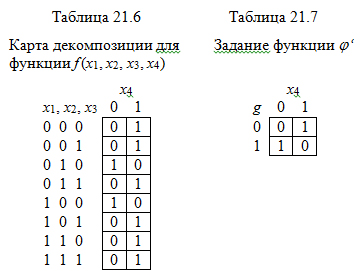 Таблица 21.6
Карта декомпозиции для
функции f(x1, x2, x3, x4)
x4
x1, x2, x3 0 1
0 0 0 0 1
0 0 1 0 1
0 1 0 1 0
0 1 1 0 1
1 0 0 1 0
1 0 1 0 1
1 1 0 0 1
1 1 1 0 1
Таблица 21.7
Задание функции φ‘
x4
g 0 1
0 0 1
1 1 0